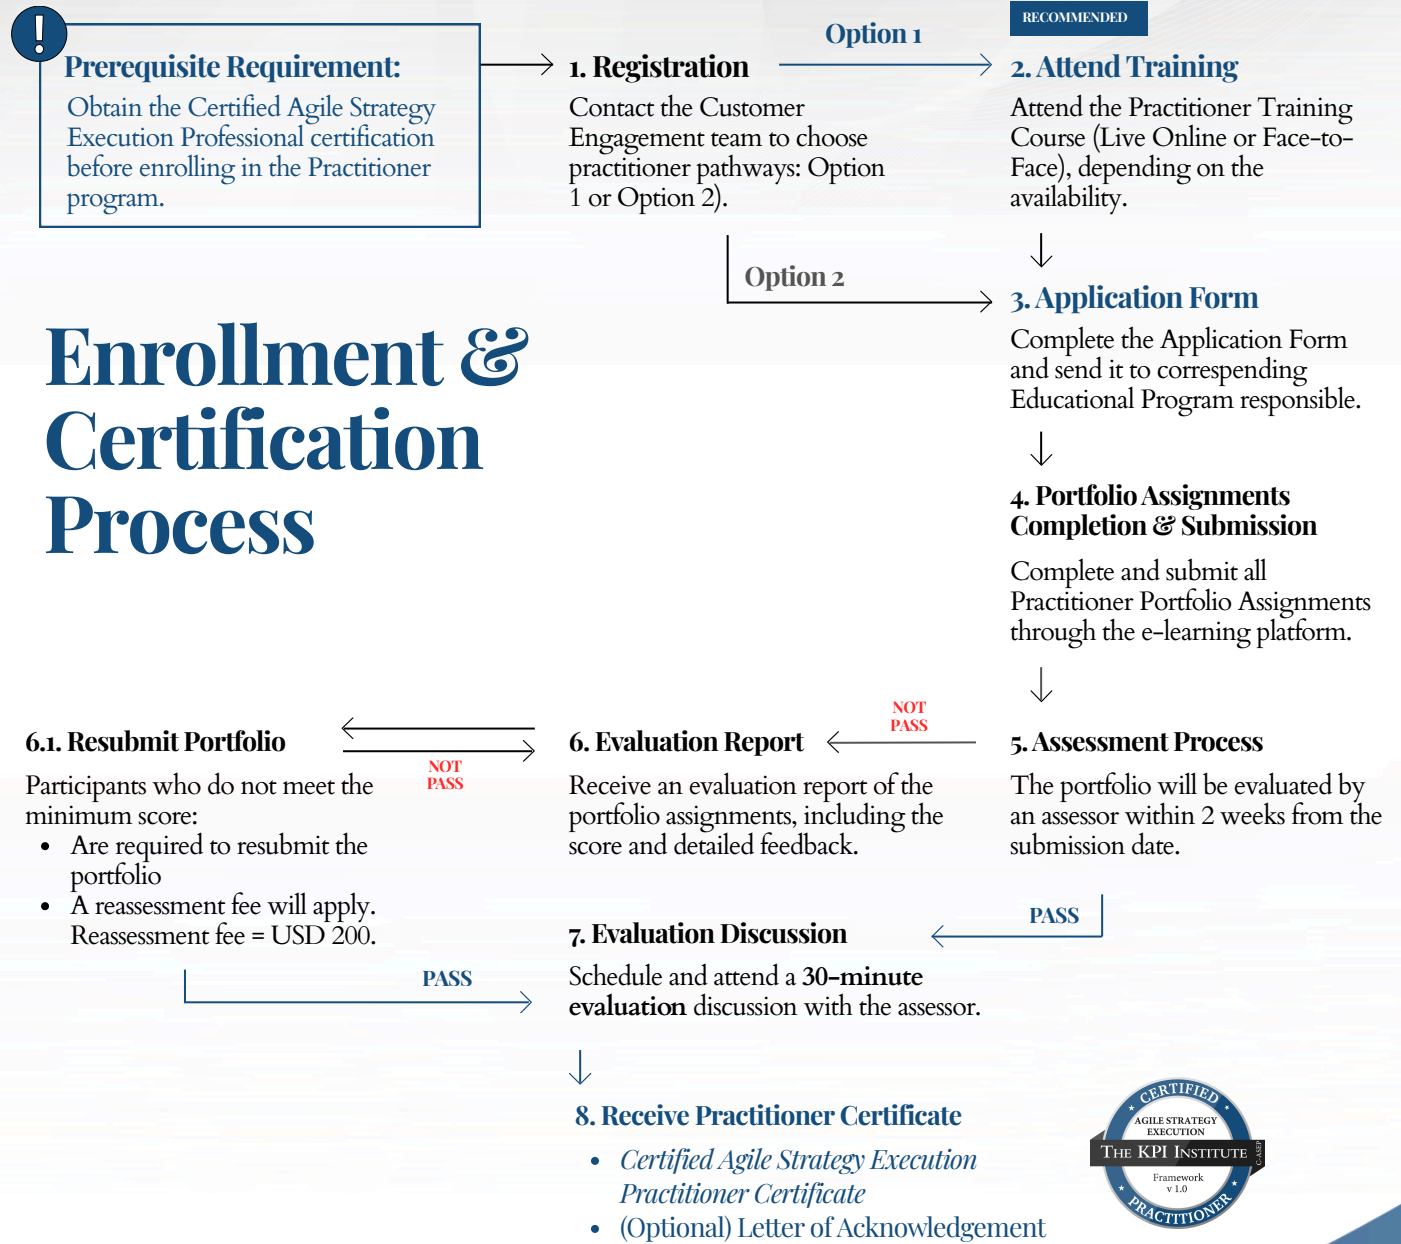 !
Prerequisite Requirement:
Obtain the Certified Agile Strategy
Execution Professional certification
before enrolling in the Practitioner
program.
1. Registration
Contact the Customer
Engagement team to choose
practitioner pathways: Option
1 or Option 2).
Option 1
RECOMMENDED
2. Attend Training
Attend the Practitioner Training
Course (Live Online or Face-to-
Face), depending on the
availability.
Option 2
3. Application Form
Complete the Application Form
and send it to correspending
Educational Program responsible.
Enrollment &
Certification
Process
4. Portfolio Assignments
Completion & Submission
Complete and submit all
Practitioner Portfolio Assignments
through the e-learning platform.
5. Assessment Process
The portfolio will be evaluated by
an assessor within 2 weeks from the
submission date.
NOT
PASS
6. Evaluation Report
Receive an evaluation report of the
portfolio assignments, including the
score and detailed feedback.
NOT
PASS
6.1. Resubmit Portfolio
Participants who do not meet the
minimum score:
• Are required to resubmit the
portfolio
• A reassessment fee will apply.
Reassessment fee = USD 200.
PASS
PASS
7. Evaluation Discussion
Schedule and attend a 30-minute
evaluation discussion with the assessor.
8. Receive Practitioner Certificate
• Certified Agile Strategy Execution
Practitioner Certificate
• (Optional) Letter of Acknowledgement
CERTIFIED
AGILE STRATEGY
EXECUTION
THE KPI INSTITUTE
C-ASEP
Framework
v 1.0
PRACTITIONER